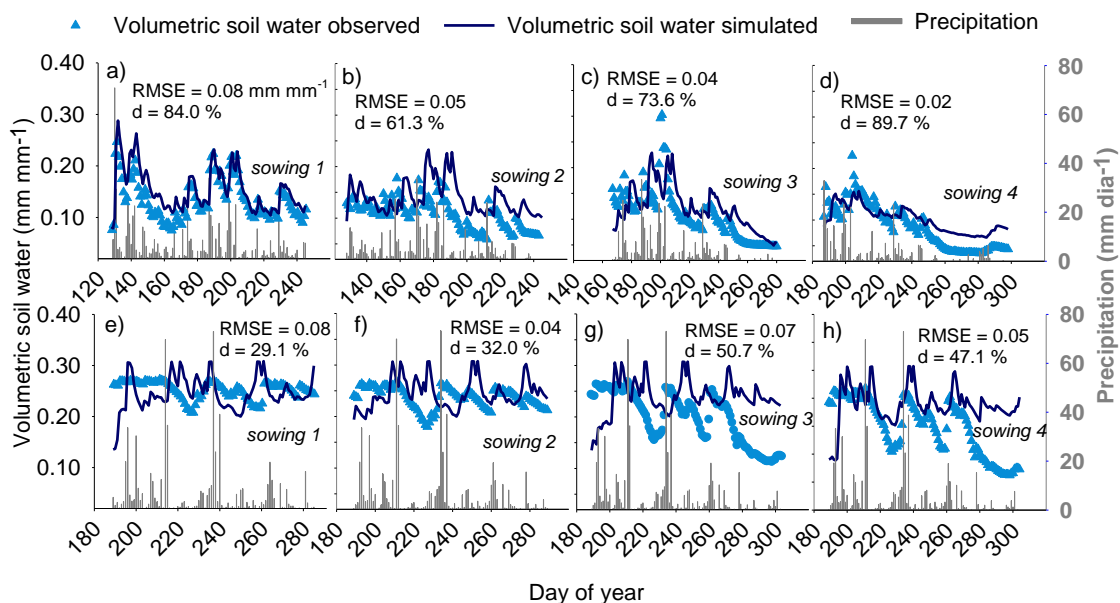 Volumetric soil water observed
Volumetric soil water simulated
Precipitation
Volumetric soil water (mm mm-1)
0.40
0.30
0.20
0.10
a)
RMSE = 0.08 mm mm-1
d = 84.0 %
sowing 1
b)
RMSE = 0.05
d = 61.3 %
sowing 2
c)
RMSE = 0.04
d = 73.6 %
sowing 3
d)
RMSE = 0.02
d = 89.7 %
sowing 4
80
60
40
20
0
120 140 160 180 200 220 240
140 160 180 200 220 240
140 160 180 200 220 240 260 280
200 220 240 260 280 300
0.40
0.30
0.20
0.10
e)
RMSE = 0.08
d = 29.1 %
sowing 1
f)
RMSE = 0.04
d = 32.0 %
sowing 2
g)
RMSE = 0.07
d = 50.7 %
sowing 3
h)
RMSE = 0.05
d = 47.1 %
sowing 4
80
60
40
20
0
180 200 220 240 260 280
180 200 220 240 260 280
180 200 220 240 260 280 300
180 200 220 240 260 280 300
Precipitation (mm dia-1)
Day of year